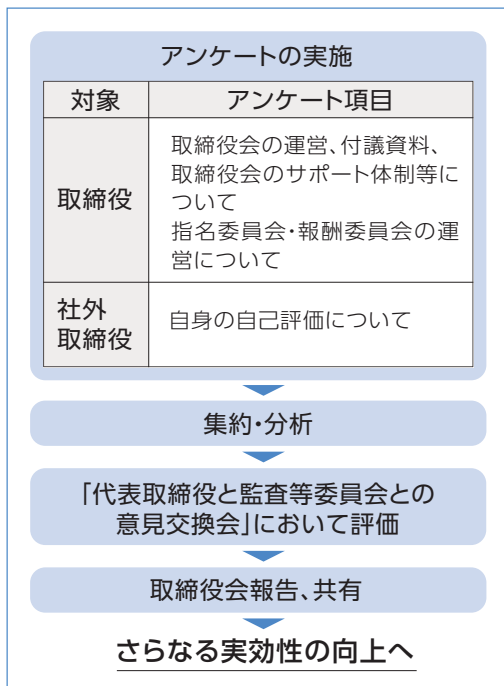 アンケートの実施
対象
アンケート項目
取締役
取締役会の運営、付議資料、
取締役会のサポート体制等に
ついて
指名委員会・報酬委員会の運
営について
社外
取締役
自身の自己評価について
集約・分析
「代表取締役と監査等委員会との
意見交換会」において評価
取締役会報告、共有
さらなる実効性の向上へ